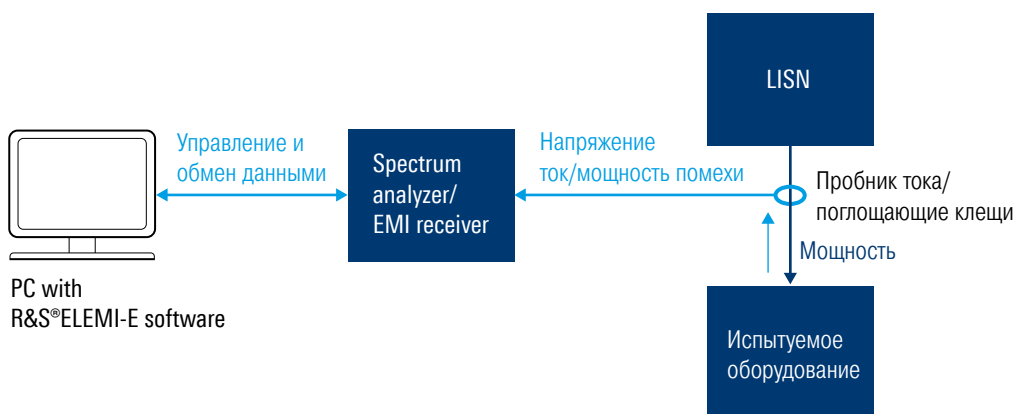 LISN
Управление и
обмен данными
Spectrum
analyzer/
EMI receiver
Напряжение
ток/мощность помехи
Пробник тока/
поглощающие клещи
Мощность
PC with
R&S®ELEMI-E software
Испытуемое
оборудование